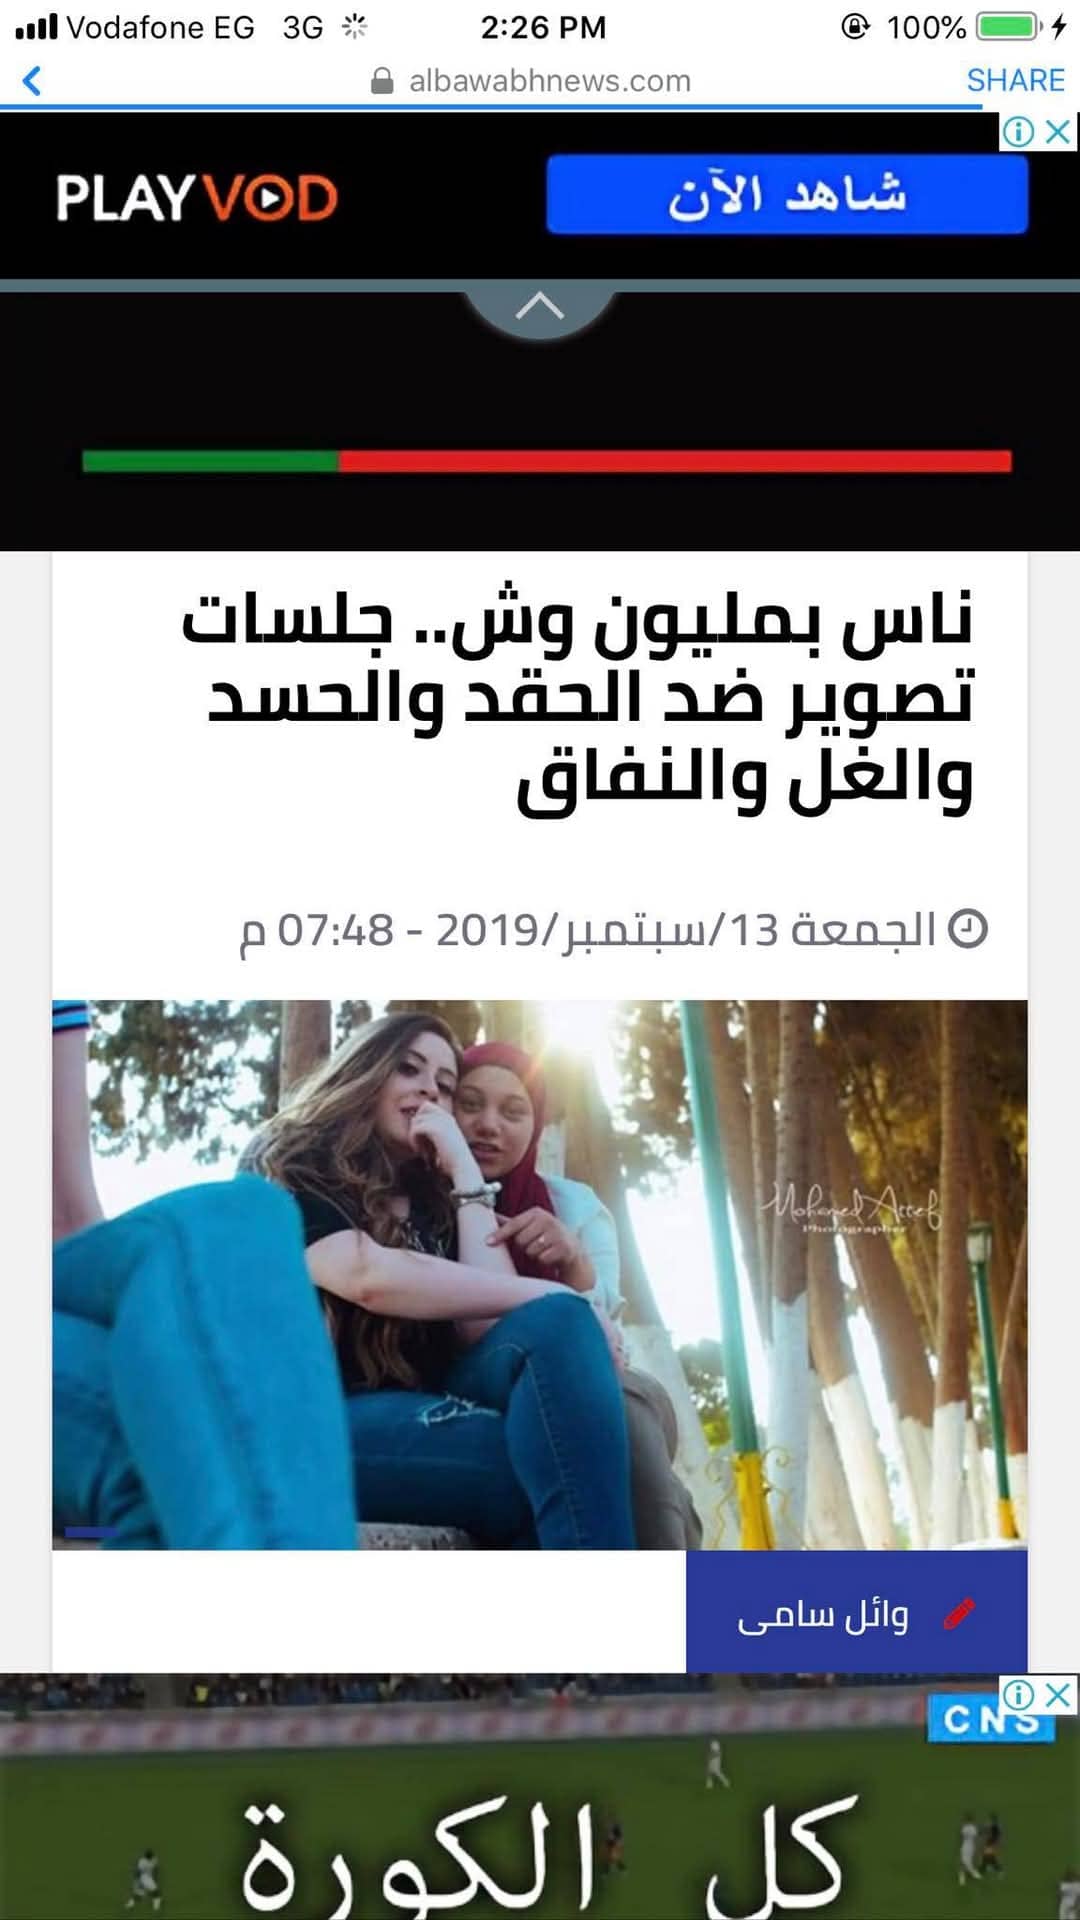 Vodafone EG 3G 2:26 PM 100%
albawabhnews.com SHARE
PLAYVOD شاهد الآن
ناس بمليون وش.. جلسات
تصوير ضد الحقد والحسد
والغل والنفاق
الجمعة 13/سبتمبر/2019 - 07:48 م
Mohamed Attef
Photographer
وائل سامى
CNS
كل الكورة